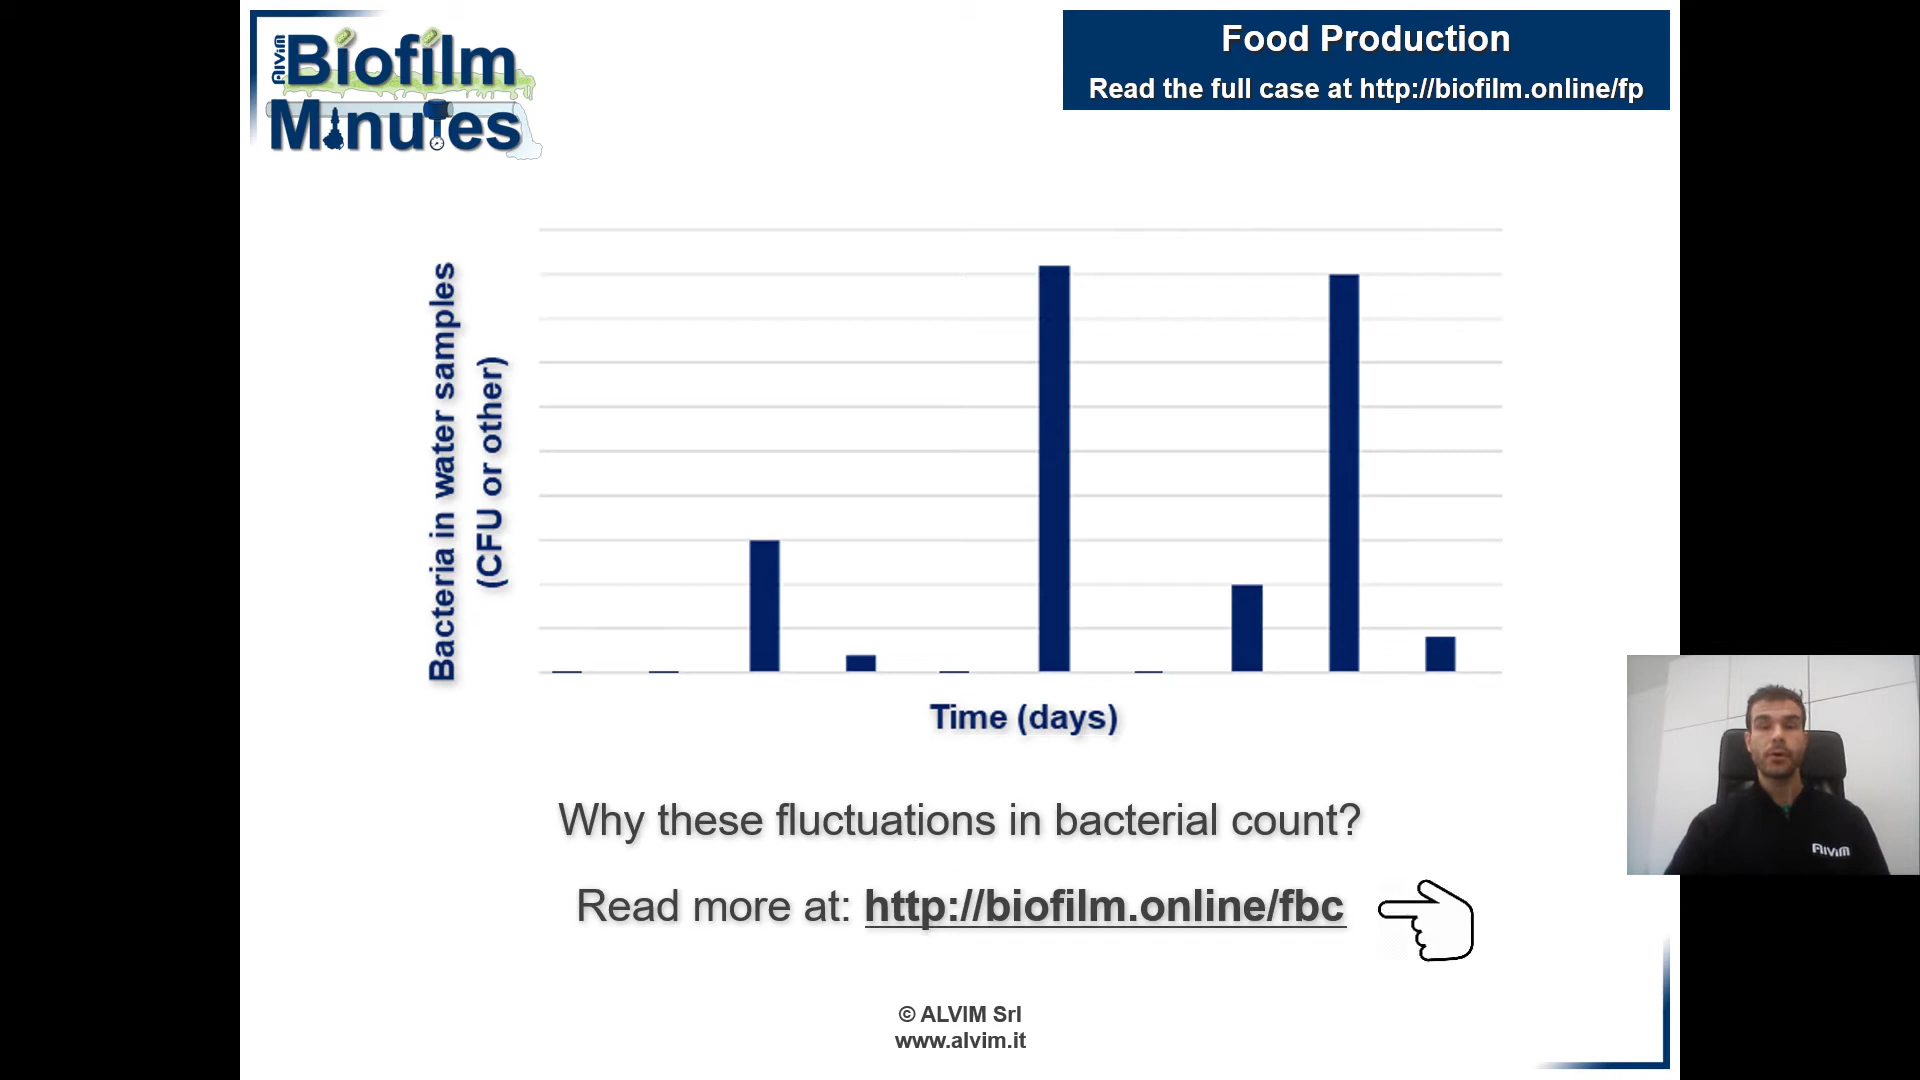 ALVIM
Biofilm
Minutes
Food Production
Read the full case at http://biofilm.online/fp
Bacteria in water samples
(CFU or other)
Time (days)
Why these fluctuations in bacterial count?
Read more at: http://biofilm.online/fbc
ALVIM
© ALVIM Srl
www.alvim.it